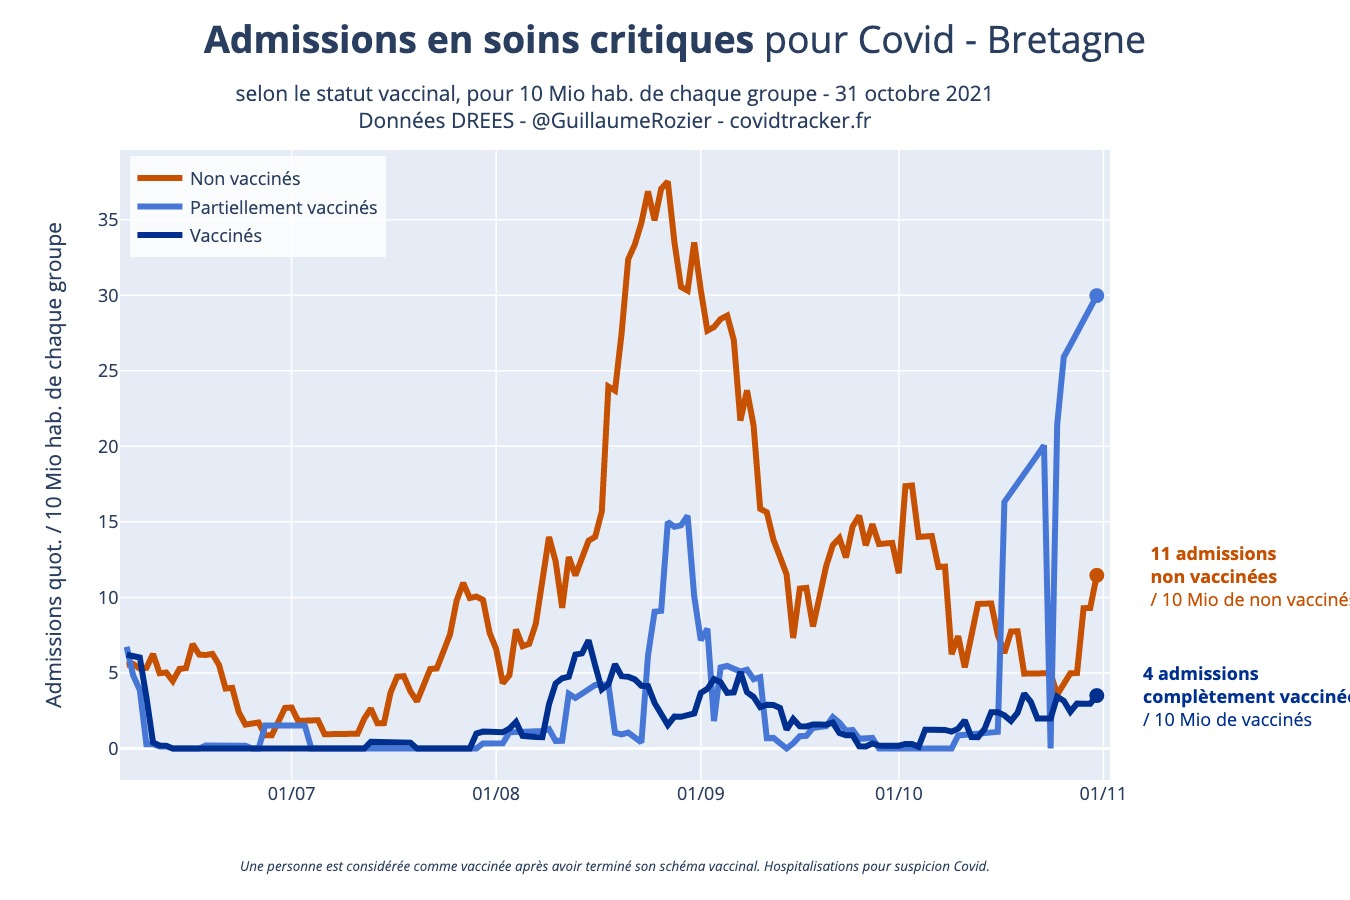 Admissions en soins critiques pour Covid - Bretagne
selon le statut vaccinal, pour 10 Mio hab. de chaque groupe - 31 octobre 2021
Données DREES - @GuillaumeRozier - covidtracker.fr
Non vaccinés
Partiellement vaccinés
Vaccinés
Admissions quot. / 10 Mio hab. de chaque groupe
35
30
25
20
15
10
5
0
01/07
01/08
01/09
01/10
01/11
11 admissions
non vaccinées
/ 10 Mio de non vacciné
4 admissions
complètement vacciné
/ 10 Mio de vaccinés
Une personne est considérée comme vaccinée après avoir terminé son schéma vaccinal. Hospitalisations pour suspicion Covid.